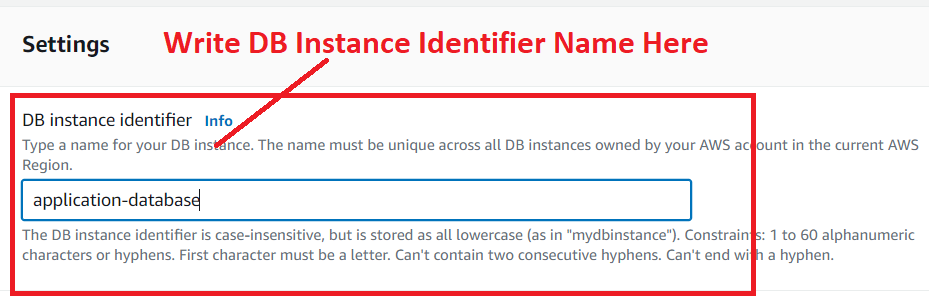 Settings
Write DB Instance Identifier Name Here
DB instance identifier Info
Type a name for your DB instance. The name must be unique across all DB instances owned by your AWS account in the current AWS
Region.
application-database
The DB instance identifier is case-insensitive, but is stored as all lowercase (as in "mydbinstance"). Constraints: 1 to 60 alphanumeric
characters or hyphens. First character must be a letter. Can't contain two consecutive hyphens. Can't end with a hyphen.